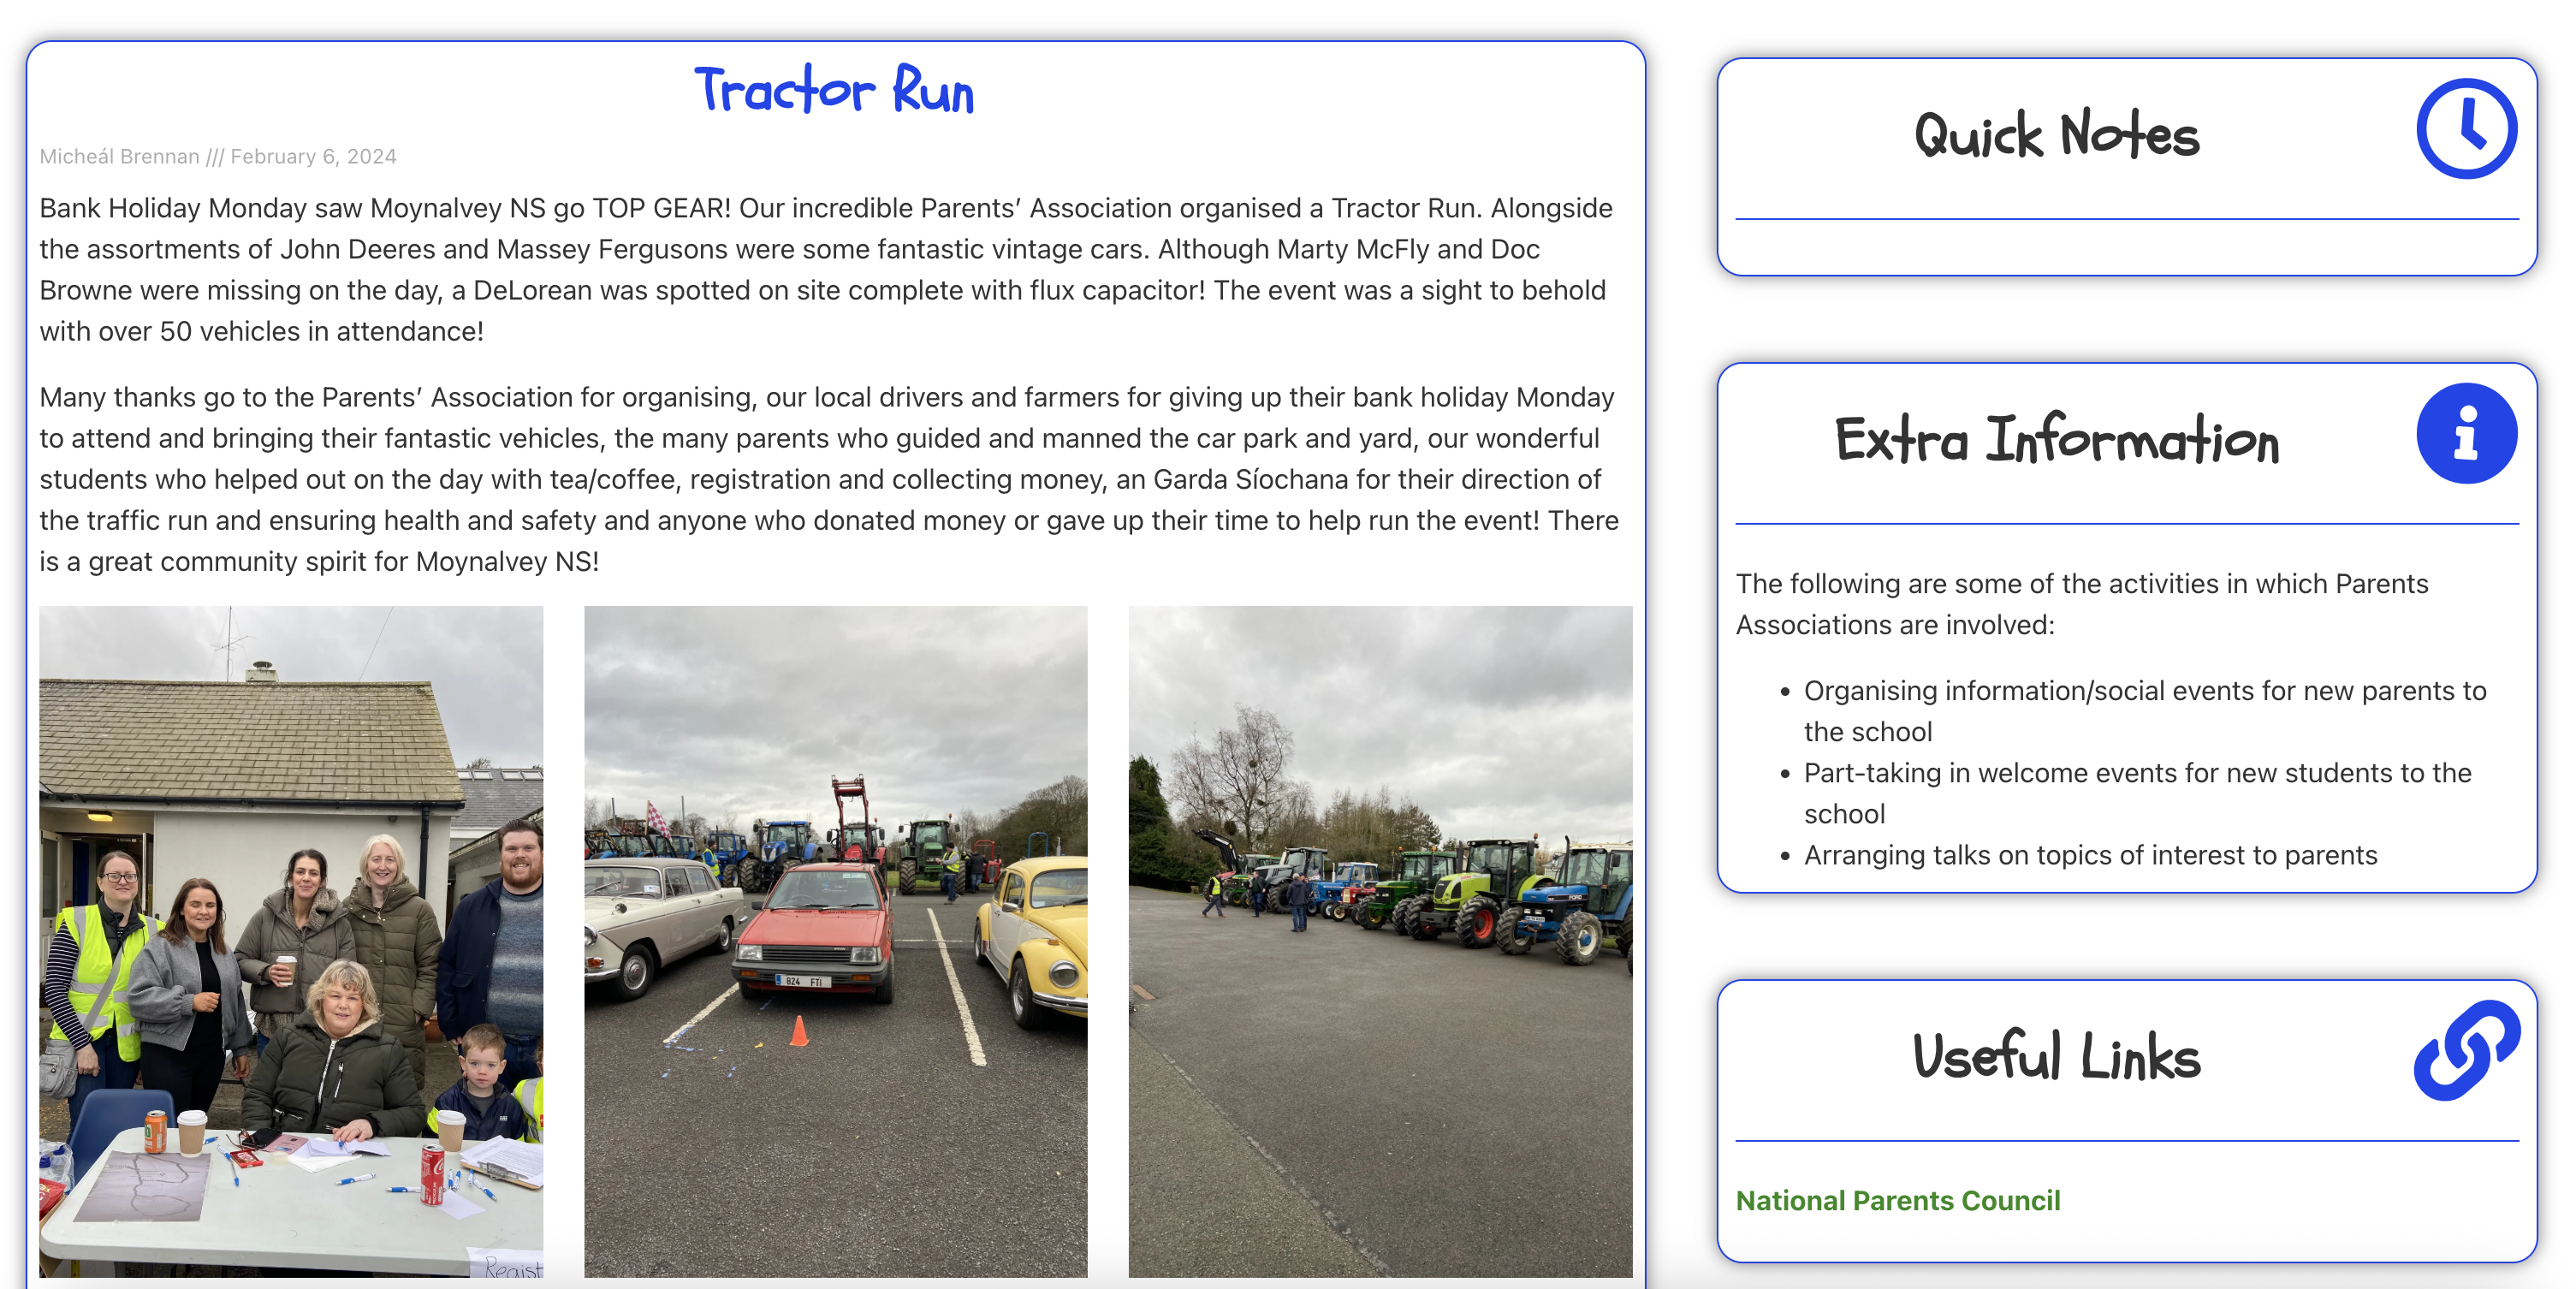 Tractor Run
Micheál Brennan /// February 6, 2024
Bank Holiday Monday saw Moynalvey NS go TOP GEAR! Our incredible Parents’ Association organised a Tractor Run. Alongside
the assortments of John Deeres and Massey Fergusons were some fantastic vintage cars. Although Marty McFly and Doc
Browne were missing on the day, a DeLorean was spotted on site complete with flux capacitor! The event was a sight to behold
with over 50 vehicles in attendance!
Many thanks go to the Parents’ Association for organising, our local drivers and farmers for giving up their bank holiday Monday
to attend and bringing their fantastic vehicles, the many parents who guided and manned the car park and yard, our wonderful
students who helped out on the day with tea/coffee, registration and collecting money, an Garda Síochana for their direction of
the traffic run and ensuring health and safety and anyone who donated money or gave up their time to help run the event! There
is a great community spirit for Moynalvey NS!
Regist
824 FTI
FORD
Quick Notes
Extra Information
The following are some of the activities in which Parents
Associations are involved:
• Organising information/social events for new parents to
the school
• Part-taking in welcome events for new students to the
school
• Arranging talks on topics of interest to parents
Useful Links
National Parents Council